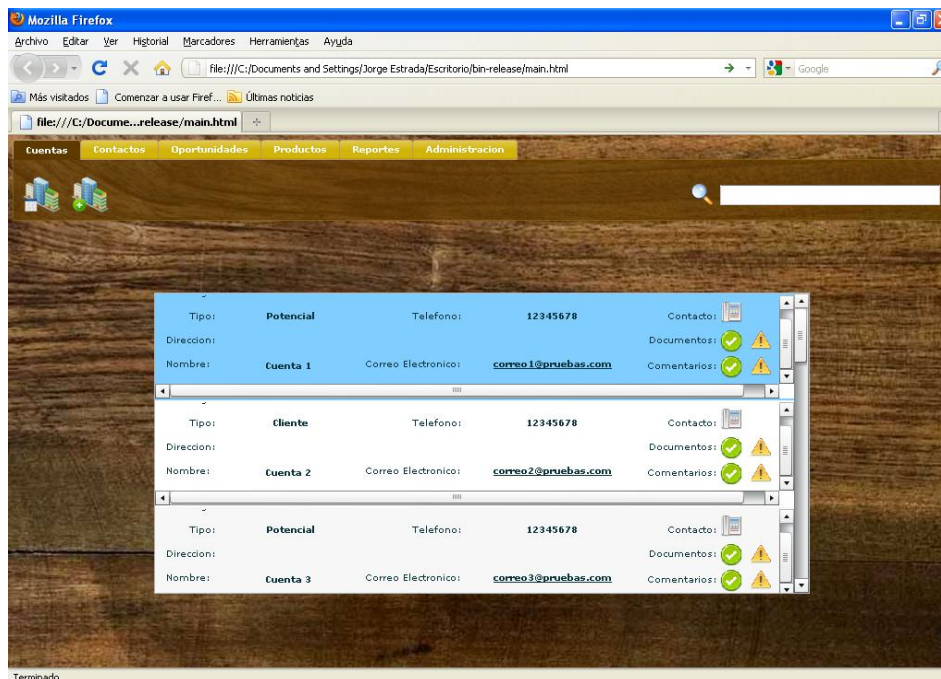 Mozilla Firefox
Archivo Editar Ver Historial Marcadores Herramientas Ayuda
file:///C:/Documents and Settings/Jorge Estrada/Escritorio/bin-release/main.html
Google
Más visitados Comenzar a usar Firef... Últimas noticias
file:///C:/Docume...release/main.html
Cuentas Contactos Oportunidades Productos Reportes Administracion
Tipo: Potencial Telefono: 12345678 Contacto:
Direccion: Documentos:
Nombre: Cuenta 1 Correo Electronico: correo1@pruebas.com Comentarios:
Tipo: Cliente Telefono: 12345678 Contacto:
Direccion: Documentos:
Nombre: Cuenta 2 Correo Electronico: correo2@pruebas.com Comentarios:
Tipo: Potencial Telefono: 12345678 Contacto:
Direccion: Documentos:
Nombre: Cuenta 3 Correo Electronico: correo3@pruebas.com Comentarios:
Terminado